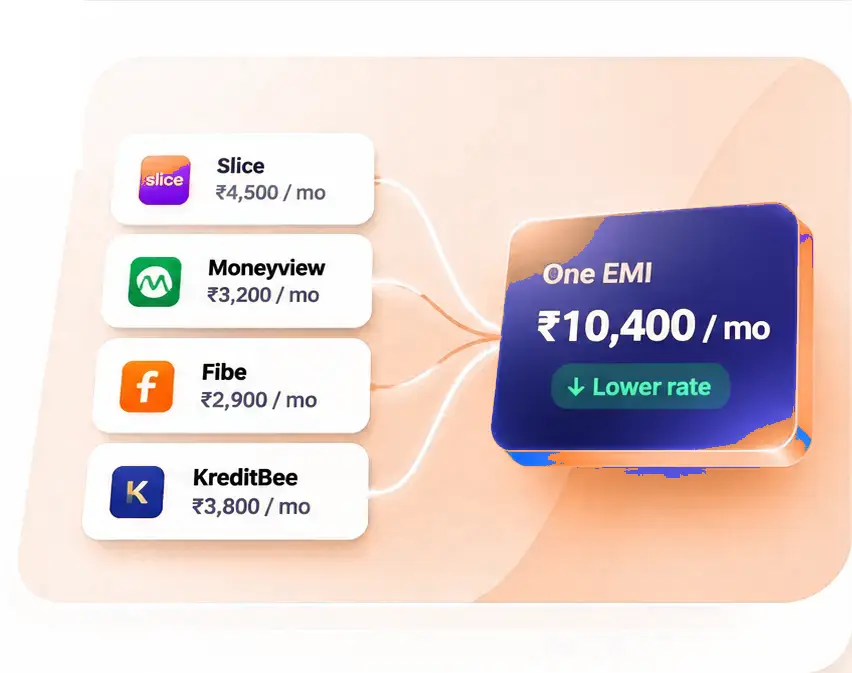 slice
Slice
₹4,500 / mo
Moneyview
₹3,200 / mo
f
Fibe
₹2,900 / mo
K
KreditBee
₹3,800 / mo
One EMI
₹10,400 / mo
↓ Lower rate